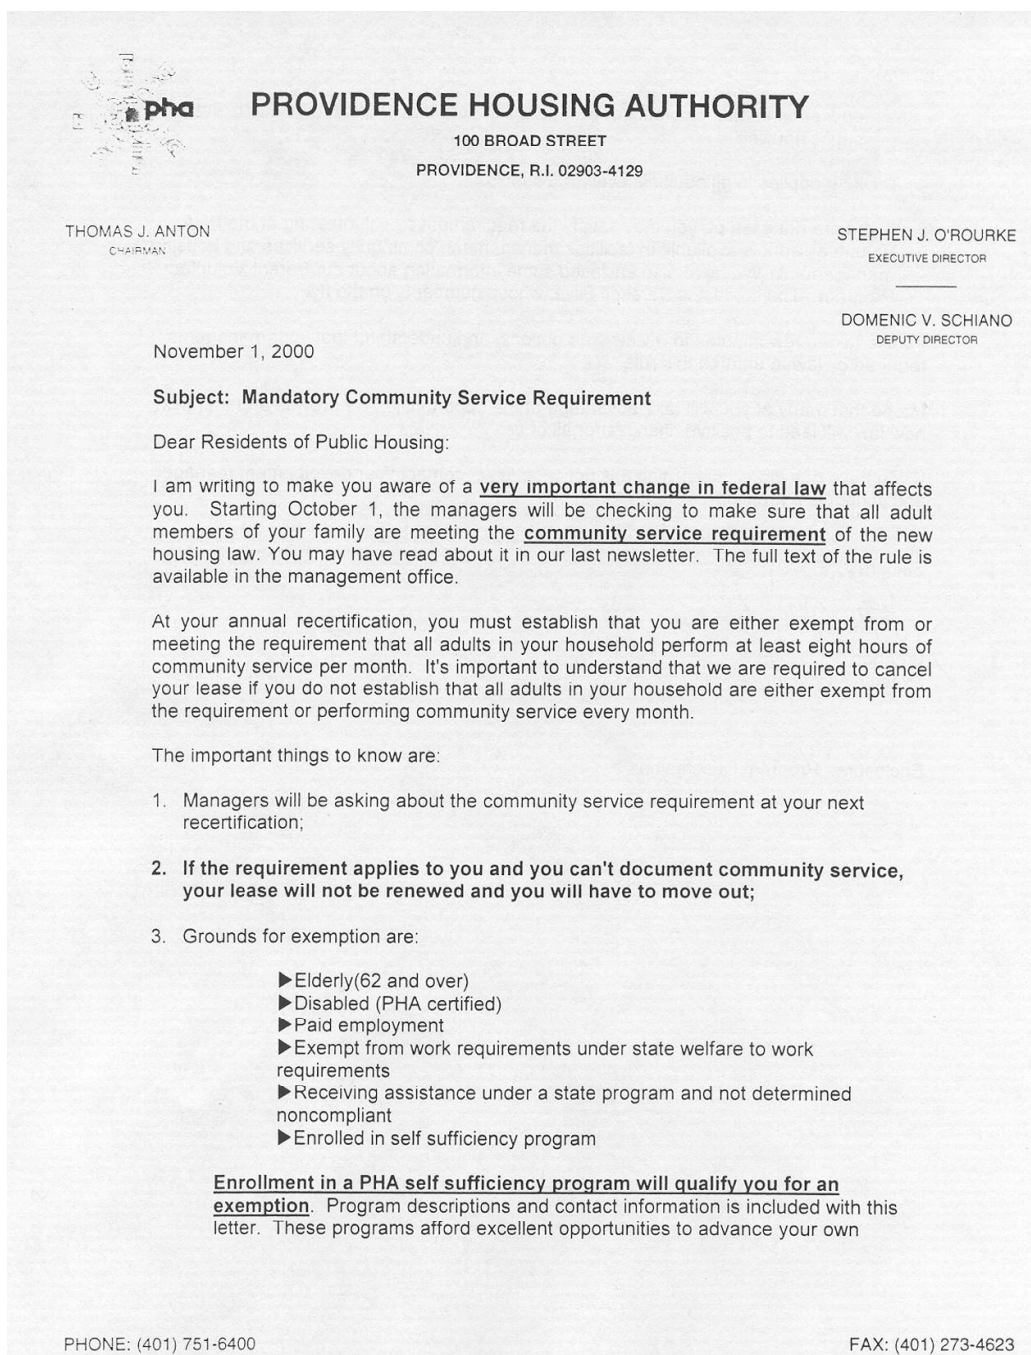 pha
PROVIDENCE HOUSING AUTHORITY
100 BROAD STREET
PROVIDENCE, R.I. 02903-4129
THOMAS J. ANTON
CHAIRMAN
STEPHEN J. O'ROURKE
EXECUTIVE DIRECTOR
DOMENIC V. SCHIANO
DEPUTY DIRECTOR
November 1, 2000
Subject: Mandatory Community Service Requirement
Dear Residents of Public Housing:
I am writing to make you aware of a very important change in federal law that affects
you. Starting October 1, the managers will be checking to make sure that all adult
members of your family are meeting the community service requirement of the new
housing law. You may have read about it in our last newsletter. The full text of the rule is
available in the management office.
At your annual recertification, you must establish that you are either exempt from or
meeting the requirement that all adults in your household perform at least eight hours of
community service per month. It's important to understand that we are required to cancel
your lease if you do not establish that all adults in your household are either exempt from
the requirement or performing community service every month.
The important things to know are:
1. Managers will be asking about the community service requirement at your next
recertification;
2. If the requirement applies to you and you can't document community service,
your lease will not be renewed and you will have to move out;
3. Grounds for exemption are:
▶Elderly(62 and over)
▶Disabled (PHA certified)
▶Paid employment
▶Exempt from work requirements under state welfare to work
requirements
▶Receiving assistance under a state program and not determined
noncompliant
▶Enrolled in self sufficiency program
Enrollment in a PHA self sufficiency program will qualify you for an
exemption. Program descriptions and contact information is included with this
letter. These programs afford excellent opportunities to advance your own
PHONE: (401) 751-6400
FAX: (401) 273-4623